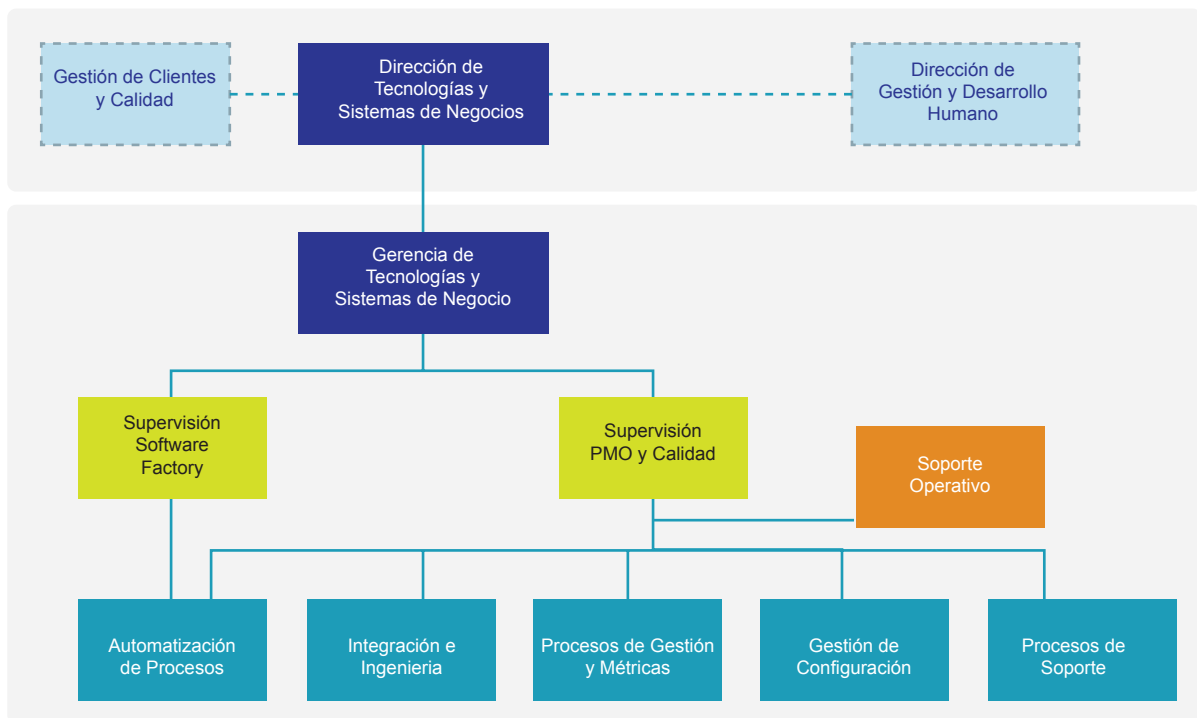 Gestión de Clientes
y Calidad
Dirección de
Tecnologías y
Sistemas de Negocios
Dirección de
Gestión y Desarrollo
Humano
Gerencia de
Tecnologías y
Sistemas de Negocio
Supervisión
Software
Factory
Supervisión
PMO y Calidad
Soporte
Operativo
Automatización
de Procesos
Integración e
Ingenieria
Procesos de Gestión
y Métricas
Gestión de
Configuración
Procesos de
Soporte